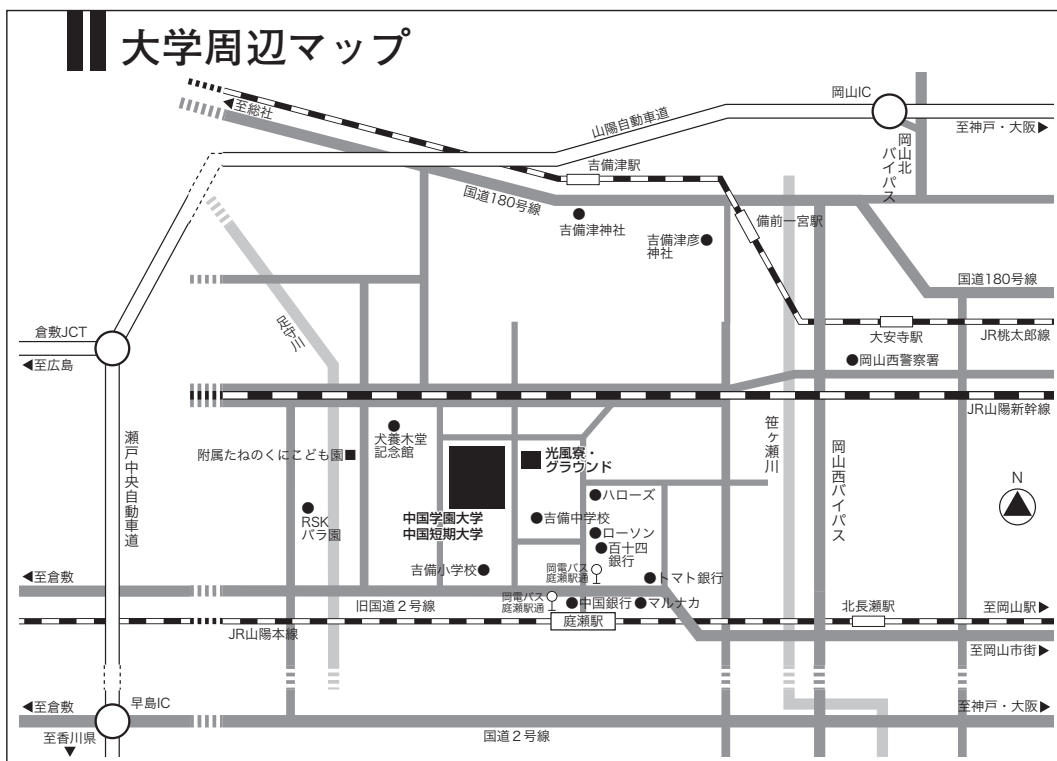 大学周辺マップ
岡山IC
◀至総社
山陽自動車道
至神戸・大阪▶
岡山北
バイパス
吉備津駅
国道180号線
備前一宮駅
吉備津神社
吉備津彦
神社
国道180号線
足守川
倉敷JCT
大安寺駅
JR桃太郎線
◀至広島
岡山西警察署
JR山陽新幹線
犬養木堂
記念館
笹ヶ瀬川
瀬戸中央自動車道
岡山西バイパス
附属たねのくにこども園
光風寮・
グラウンド
N
ハローズ
RSK
バラ園
中国学園大学
中国短期大学
吉備中学校
ローソン
百十四
銀行
吉備小学校
岡電バス
庭瀬駅通
トマト銀行
◀至倉敷
岡電バス
庭瀬駅通
旧国道2号線
中国銀行
マルナカ
北長瀬駅
至岡山駅▶
JR山陽本線
庭瀬駅
至岡山市街▶
早島IC
◀至倉敷
至神戸・大阪▶
国道2号線
至香川県
▼